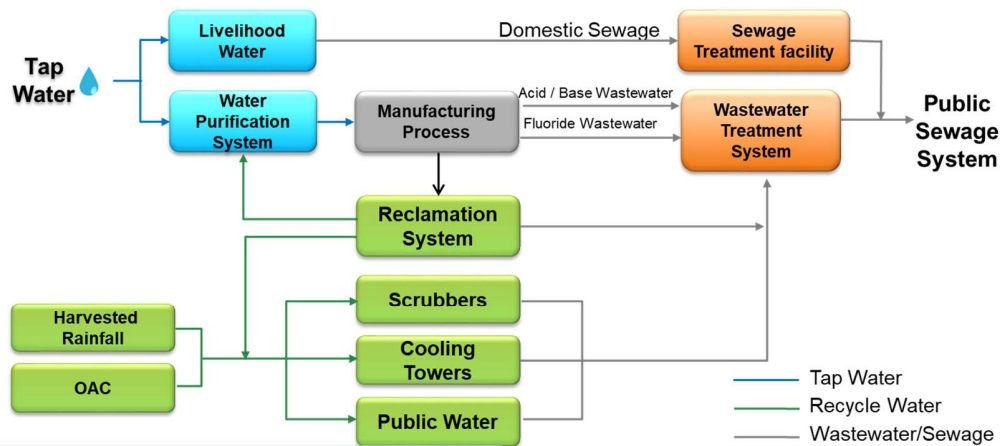 Tap
Water
Livelihood
Water
Domestic Sewage
Sewage
Treatment facility
Water
Purification
System
Manufacturing
Process
Acid / Base Wastewater
Fluoride Wastewater
Wastewater
Treatment
System
Public
Sewage
System
Reclamation
System
Harvested
Rainfall
OAC
Scrubbers
Cooling
Towers
Public Water
Tap Water
Recycle Water
Wastewater/Sewage